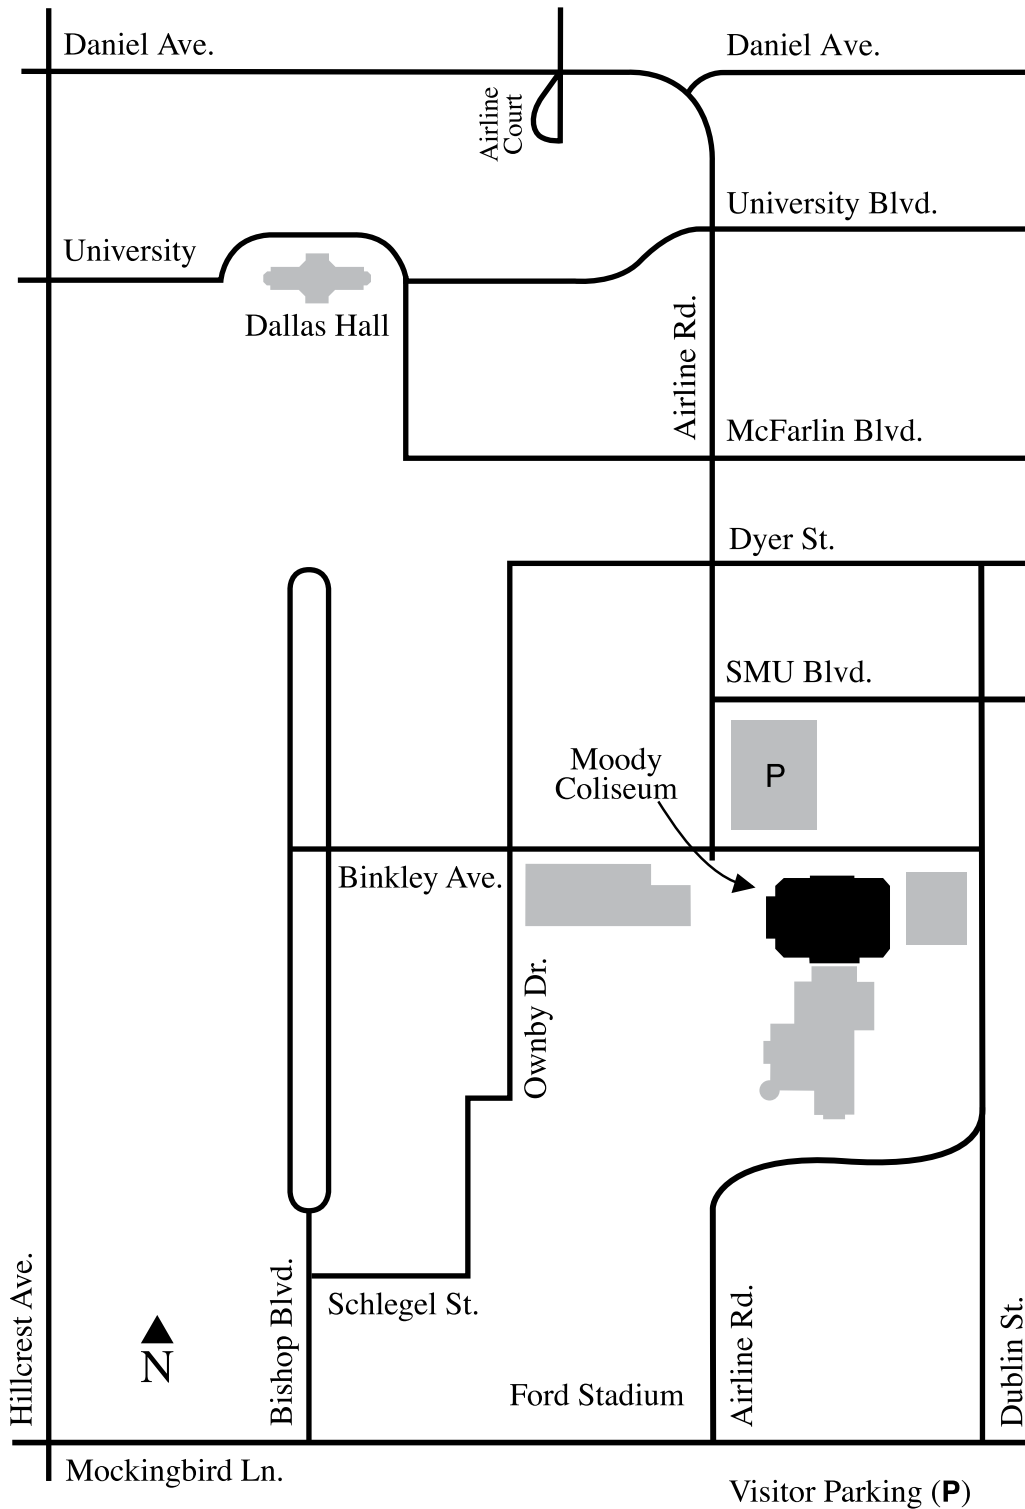 Daniel Ave.
Daniel Ave.
Airline
Court
University Blvd.
University
Dallas Hall
Airline Rd.
McFarlin Blvd.
Dyer St.
SMU Blvd.
Moody
Coliseum
P
Binkley Ave.
Ownby Dr.
Hillcrest Ave.
N
Bishop Blvd.
Schlegel St.
Ford Stadium
Airline Rd.
Dublin St.
Mockingbird Ln.
Visitor Parking (P)